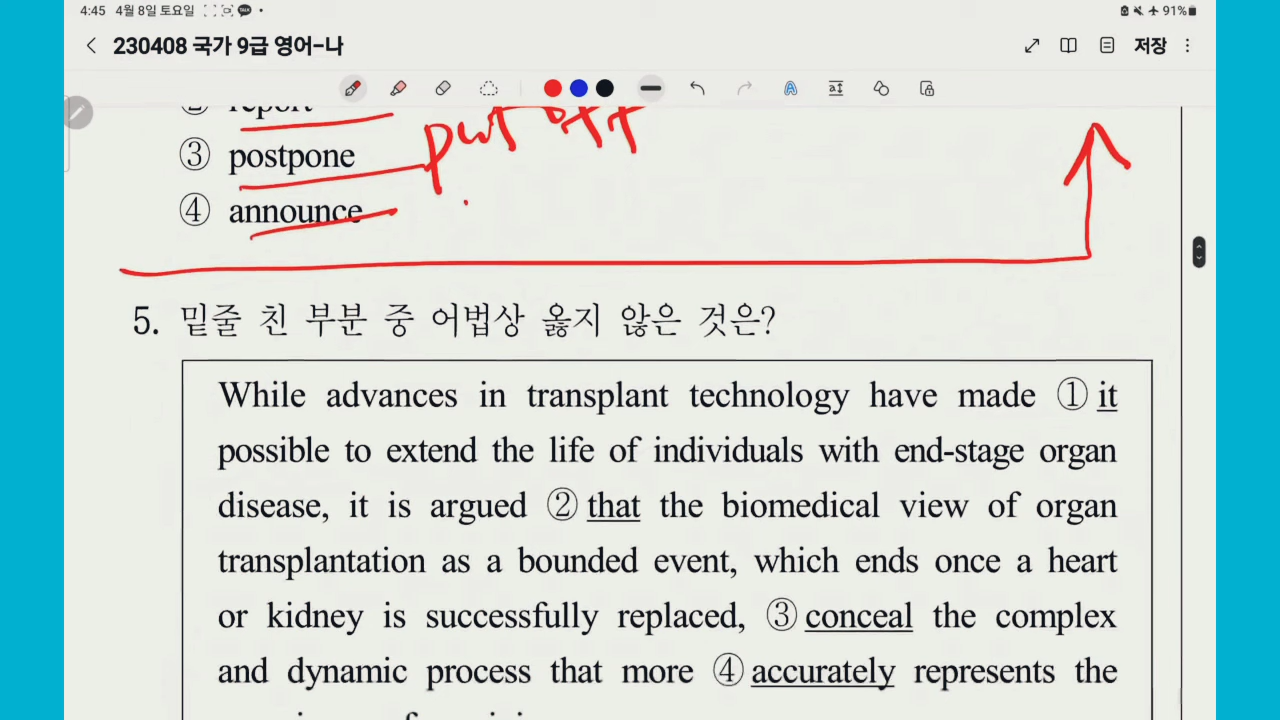 4:45 4월 8일 토요일 TALK 91%
230408 국가 9급 영어-나 저장
② report
put off
③ postpone
④ announce
5. 밑줄 친 부분 중 어법상 옳지 않은 것은?
While advances in transplant technology have made ① it
possible to extend the life of individuals with end-stage organ
disease, it is argued ② that the biomedical view of organ
transplantation as a bounded event, which ends once a heart
or kidney is successfully replaced, ③ conceal the complex
and dynamic process that more ④ accurately represents the